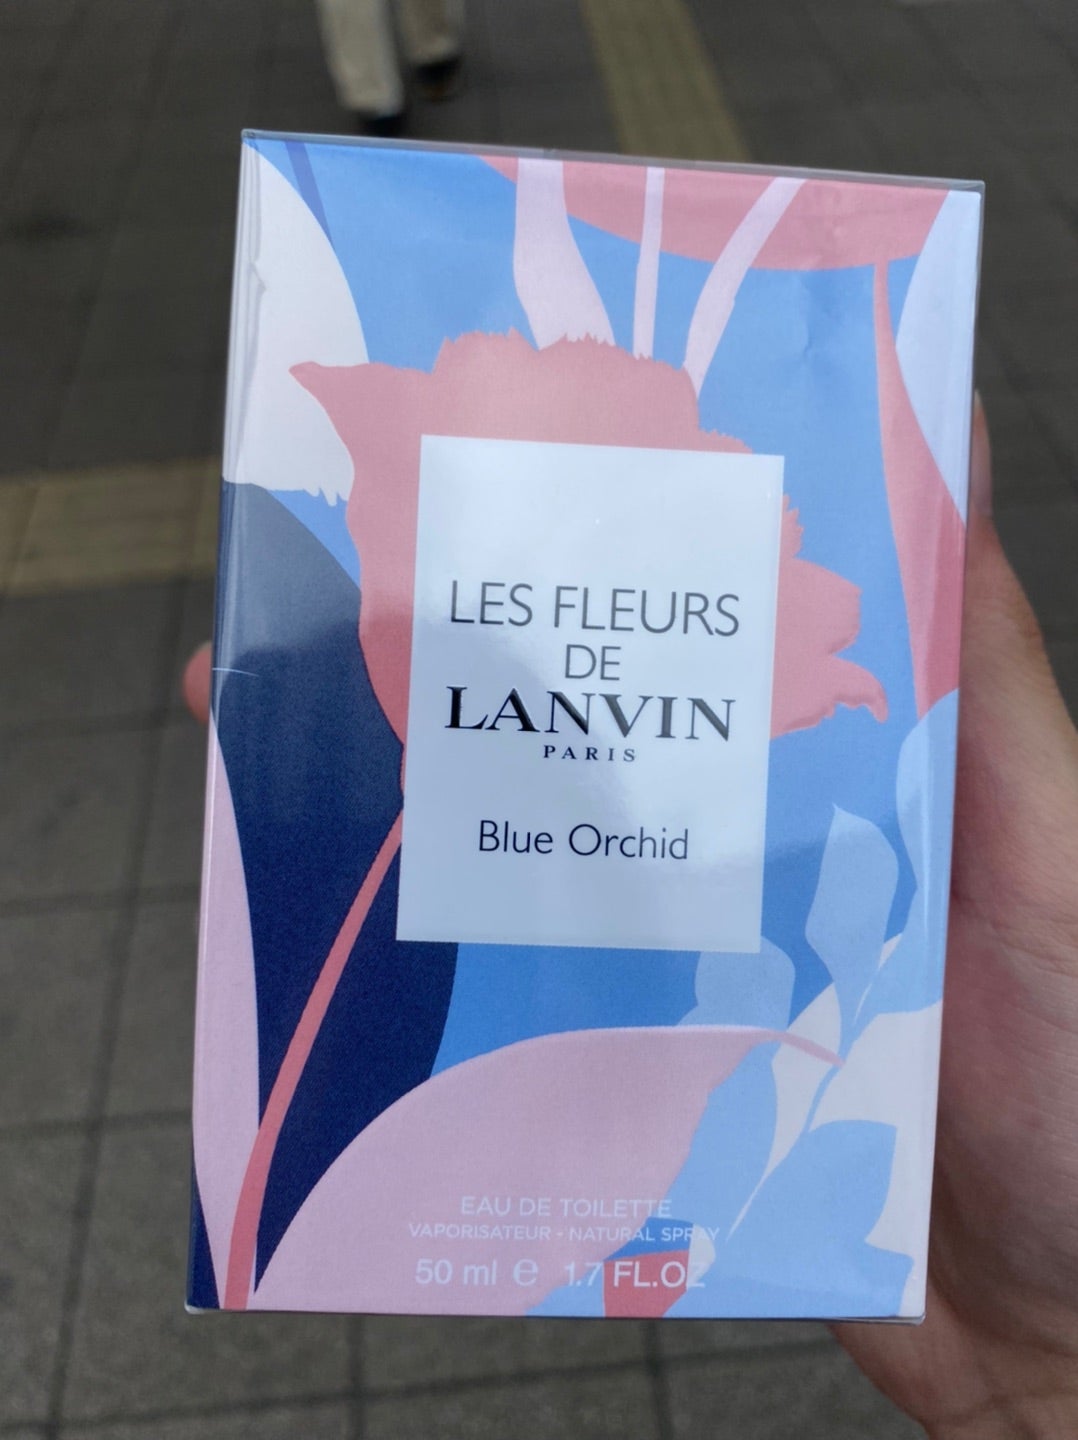 LES FLEURS
DE
LANVIN
PARIS
Blue Orchid
EAU DE TOILETTE
VAPORISATEUR - NATURAL SPRAY
50 ml ℮ 1.7 FL.OZ